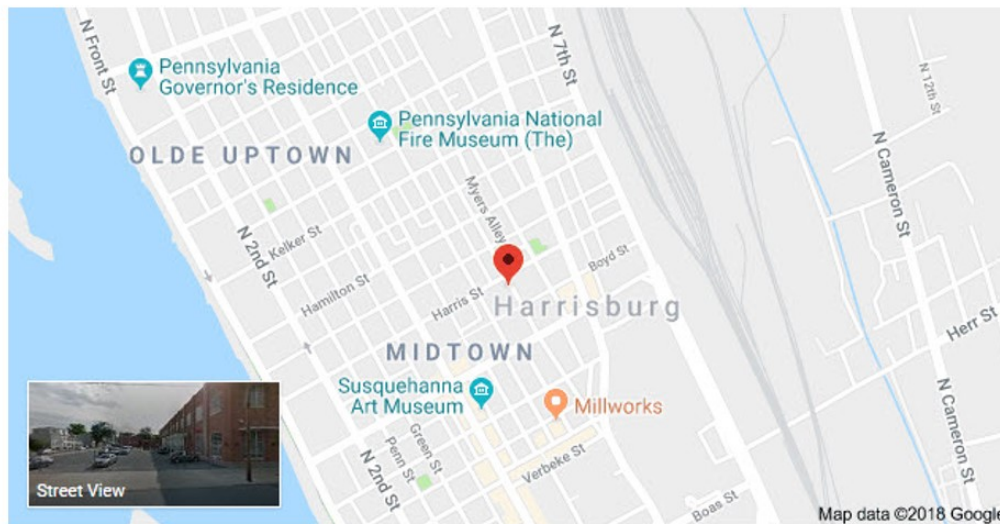 N Front St
Pennsylvania
Governor's Residence
N 7th St
N 12th St
Pennsylvania National
Fire Museum (The)
OLDE UPTOWN
N Cameron St
Myers Alley
N 2nd St
Kelker St
Boyd St
Hamilton St
Harris St
Harrisburg
Herr St
MIDTOWN
Susquehanna
Art Museum
Millworks
N Cameron St
Green St
Penn St
N 2nd St
Verbeke St
Street View
Boas St
Map data ©2018 Google